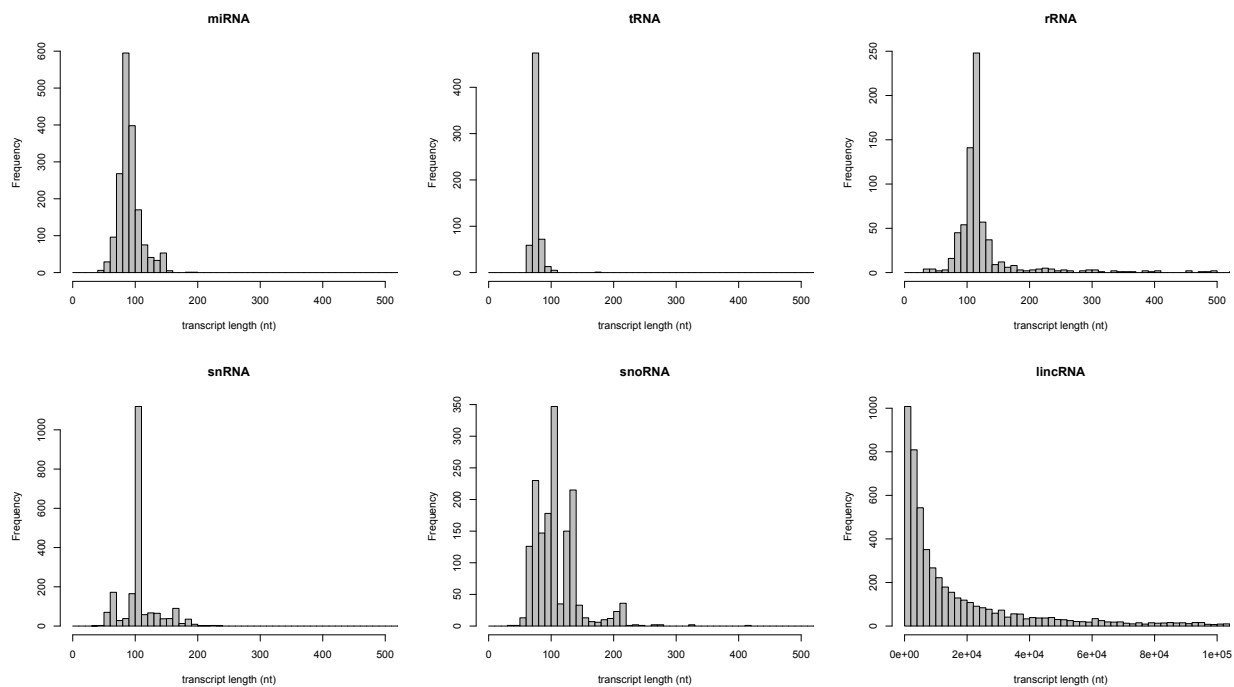 miRNA
Frequency
0 100 200 300 400 500 600
0 100 200 300 400 500
transcript length (nt)
tRNA
Frequency
0 100 200 300 400
0 100 200 300 400 500
transcript length (nt)
rRNA
Frequency
0 50 100 150 200 250
0 100 200 300 400 500
transcript length (nt)
snRNA
Frequency
0 200 400 600 800 1000
0 100 200 300 400 500
transcript length (nt)
snoRNA
Frequency
0 50 100 150 200 250 300 350
0 100 200 300 400 500
transcript length (nt)
lincRNA
Frequency
0 200 400 600 800 1000
0e+00 2e+04 4e+04 6e+04 8e+04 1e+05
transcript length (nt)